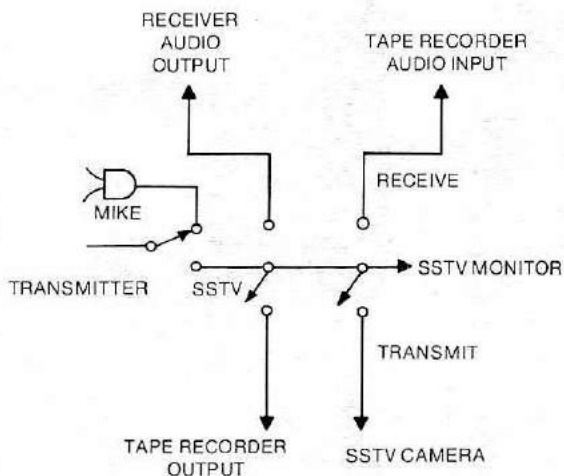 RECEIVER
AUDIO
OUTPUT
TAPE RECORDER
AUDIO INPUT
RECEIVE
MIKE
TRANSMITTER
SSTV
SSTV MONITOR
TRANSMIT
TAPE RECORDER
OUTPUT
SSTV CAMERA